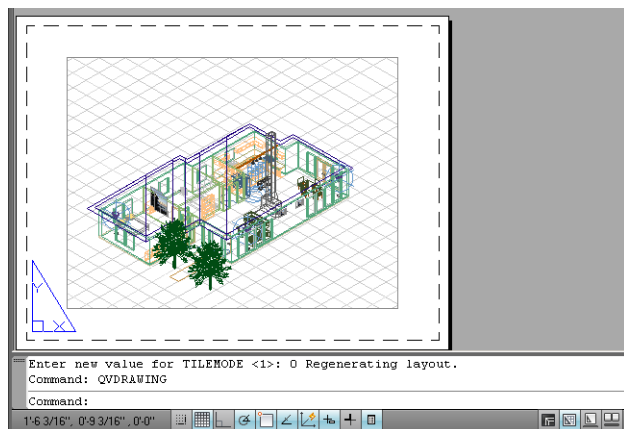 Y
X
Enter new value for TILEMODE <1>: 0 Regenerating layout.
Command: QVDRAWING
Command:
1'-6 3/16", 0'-9 3/16" , 0'-0"